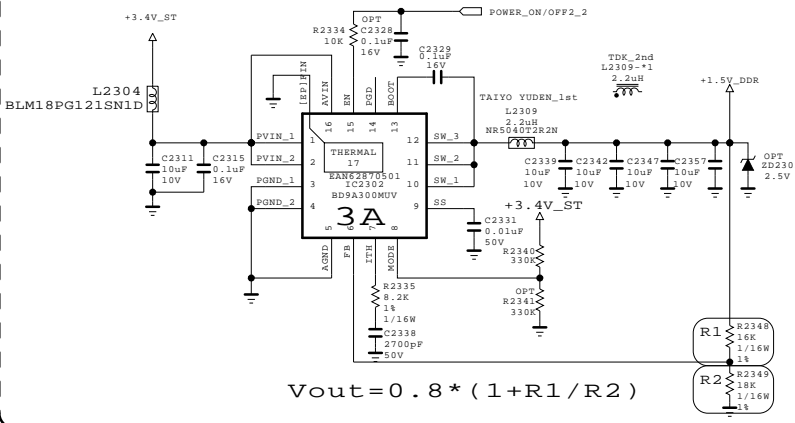 +3.4V_ST
L2304
BLM18PG121SN1D
C2311
10uF
10V
C2315
0.1uF
16V
R2334
10K
OPT
C2328
0.1uF
16V
POWER_ON/OFF2_2
C2329
0.1uF
16V
[EP]FIN
AVIN
EN
PGD
BOOT
16
15
14
13
PVIN_1
PVIN_2
PGND_1
PGND_2
1
2
3
4
THERMAL
17
EAN62870501
IC2302
BD9A300MUV
3A
12
11
10
9
SW_3
SW_2
SW_1
SS
5
6
7
8
AGND
FB
ITH
MODE
TAIYO YUDEN_1st
L2309
2.2uH
NR5040T2R2N
TDK_2nd
L2309-*1
2.2uH
+1.5V_DDR
C2339
10uF
10V
C2342
10uF
10V
C2347
10uF
10V
C2357
10uF
10V
OPT
ZD230
2.5V
C2331
0.01uF
50V
+3.4V_ST
R2340
330K
OPT
R2341
330K
R2335
8.2K
1%
1/16W
C2338
2700pF
50V
R1
R2348
16K
1/16W
1%
R2
R2349
18K
1/16W
1%
Vout=0.8*(1+R1/R2)